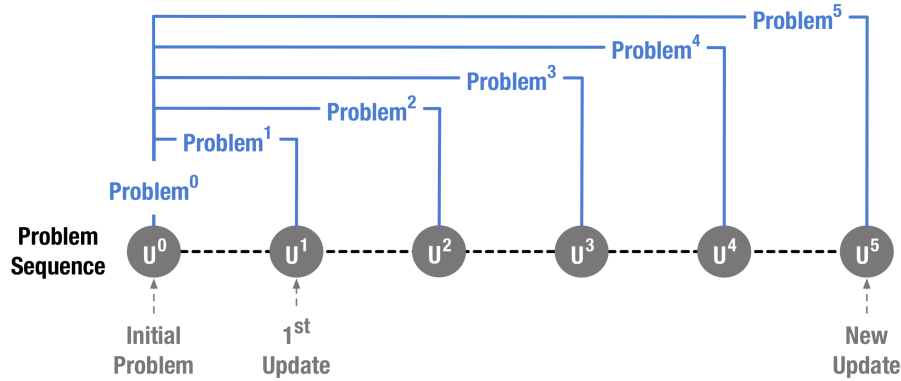 Problem⁵
Problem⁴
Problem³
Problem²
Problem¹
Problem⁰
Problem
Sequence
U⁰
U¹
U²
U³
U⁴
U⁵
Initial
Problem
1ˢᵗ
Update
New
Update